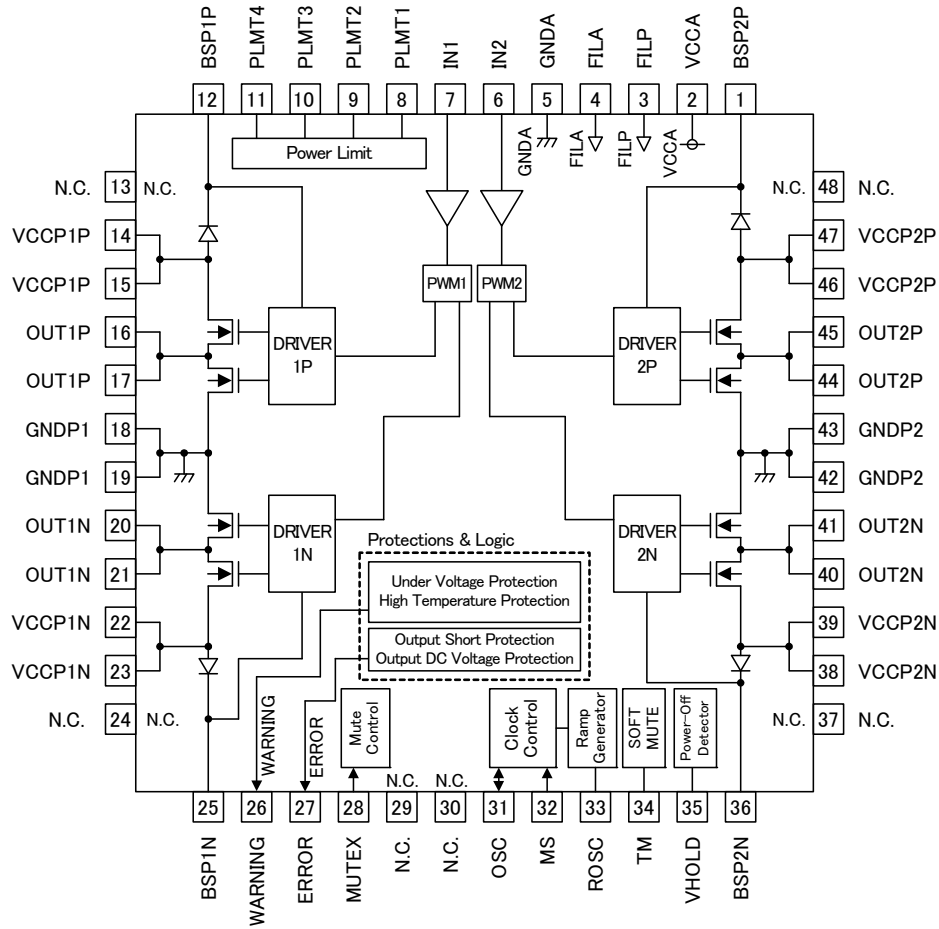 BSP1P
PLMT4
PLMT3
PLMT2
PLMT1
IN1
IN2
GNDA
FILA
FILP
VCCA
BSP2P
12
11
10
9
8
7
6
5
4
3
2
1
Power Limit
GNDA
FILA
FILP
VCCA
N.C. 13 N.C.
VCCP1P 14
VCCP1P 15
OUT1P 16
OUT1P 17
GNDP1 18
GNDP1 19
OUT1N 20
OUT1N 21
VCCP1N 22
VCCP1N 23
N.C. 24 N.C.
PWM1
PWM2
DRIVER
1P
DRIVER
2P
DRIVER
1N
DRIVER
2N
N.C. 48 N.C.
47 VCCP2P
46 VCCP2P
45 OUT2P
44 OUT2P
43 GNDP2
42 GNDP2
41 OUT2N
40 OUT2N
39 VCCP2N
38 VCCP2N
N.C. 37 N.C.
Protections & Logic
Under Voltage Protection
High Temperature Protection
Output Short Protection
Output DC Voltage Protection
WARNING
ERROR
Mute
Control
N.C.
N.C.
Clock
Control
Ramp
Generator
SOFT
MUTE
Power-Off
Detector
25
26
27
28
29
30
31
32
33
34
35
36
BSP1N
WARNING
ERROR
MUTEX
N.C.
N.C.
OSC
MS
ROSC
TM
VHOLD
BSP2N